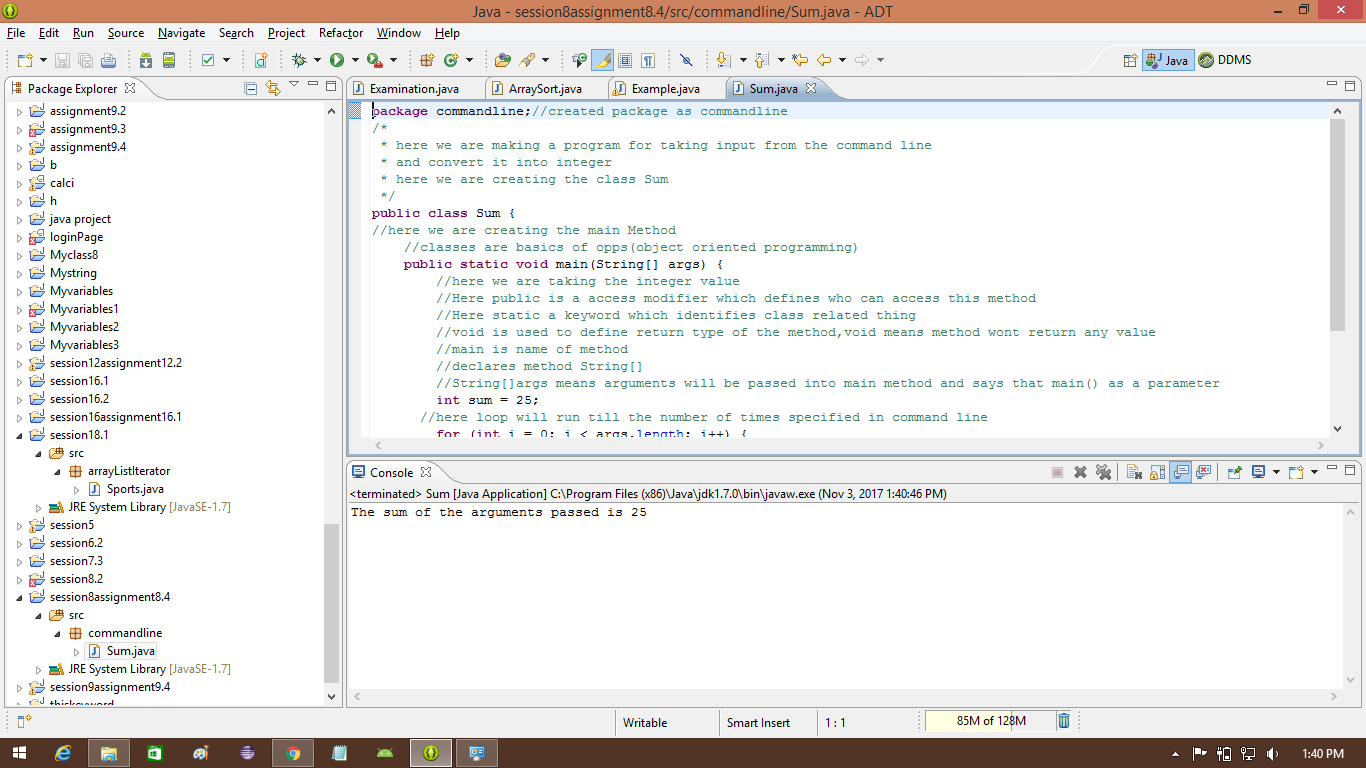 Java - session8assignment8.4/src/commandline/Sum.java - ADT
File Edit Run Source Navigate Search Project Refactor Window Help
Java DDMS
Package Explorer
assignment9.2
assignment9.3
assignment9.4
b
calci
h
java project
loginPage
Myclass8
Mystring
Myvariables
Myvariables1
Myvariables2
Myvariables3
session12assignment12.2
session16.1
session16.2
session16assignment16.1
session18.1
src
arrayListIterator
Sports.java
JRE System Library [JavaSE-1.7]
session5
session6.2
session7.3
session8.2
session8assignment8.4
src
commandline
Sum.java
JRE System Library [JavaSE-1.7]
session9assignment9.4
thiskeyword
Examination.java ArraySort.java Example.java Sum.java
package commandline;//created package as commandline
/*
* here we are making a program for taking input from the command line
* and convert it into integer
* here we are creating the class Sum
*/
public class Sum {
//here we are creating the main Method
//classes are basics of opps(object oriented programming)
public static void main(String[] args) {
//here we are taking the integer value
//Here public is a access modifier which defines who can access this method
//Here static a keyword which identifies class related thing
//void is used to define return type of the method,void means method wont return any value
//main is name of method
//declares method String[]
//String[]args means arguments will be passed into main method and says that main() as a parameter
int sum = 25;
//here loop will run till the number of times specified in command line
for (int i = 0; i < args.length; i++) {
Console
<terminated> Sum [Java Application] C:\Program Files (x86)\Java\jdk1.7.0\bin\javaw.exe (Nov 3, 2017 1:40:46 PM)
The sum of the arguments passed is 25
Writable Smart Insert 1 : 1 85M of 128M
1:40 PM